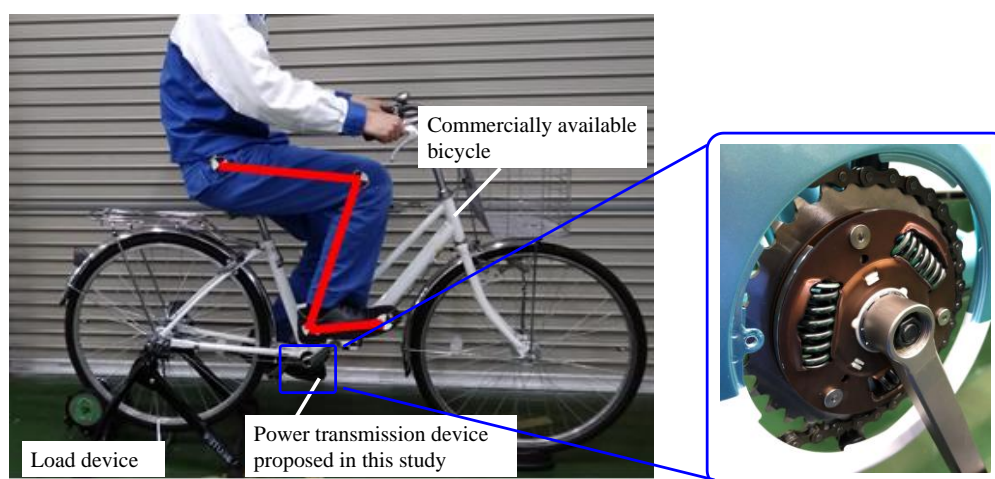 Commercially available
bicycle
Power transmission device
proposed in this study
Load device